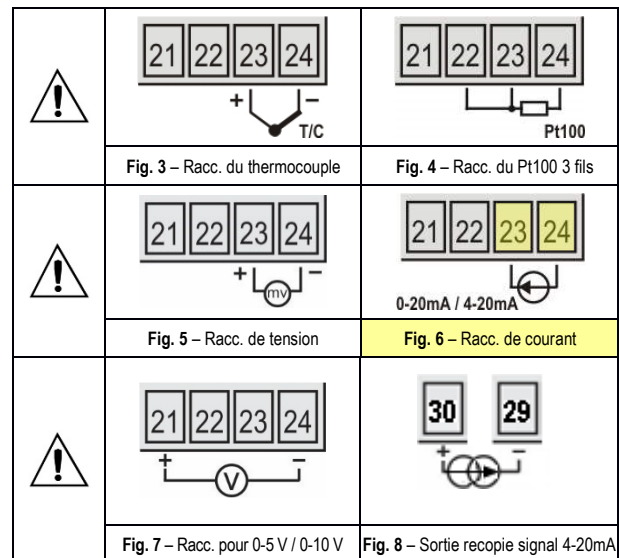 21 22 23 24
+ –
T/C
Fig. 3 – Racc. du thermocouple
21 22 23 24
Pt100
Fig. 4 – Racc. du Pt100 3 fils
21 22 23 24
+ –
mv
Fig. 5 – Racc. de tension
21 22 23 24
0-20mA / 4-20mA
Fig. 6 – Racc. de courant
21 22 23 24
+ –
V
Fig. 7 – Racc. pour 0-5 V / 0-10 V
30 29
+ –
Fig. 8 – Sortie recopie signal 4-20mA